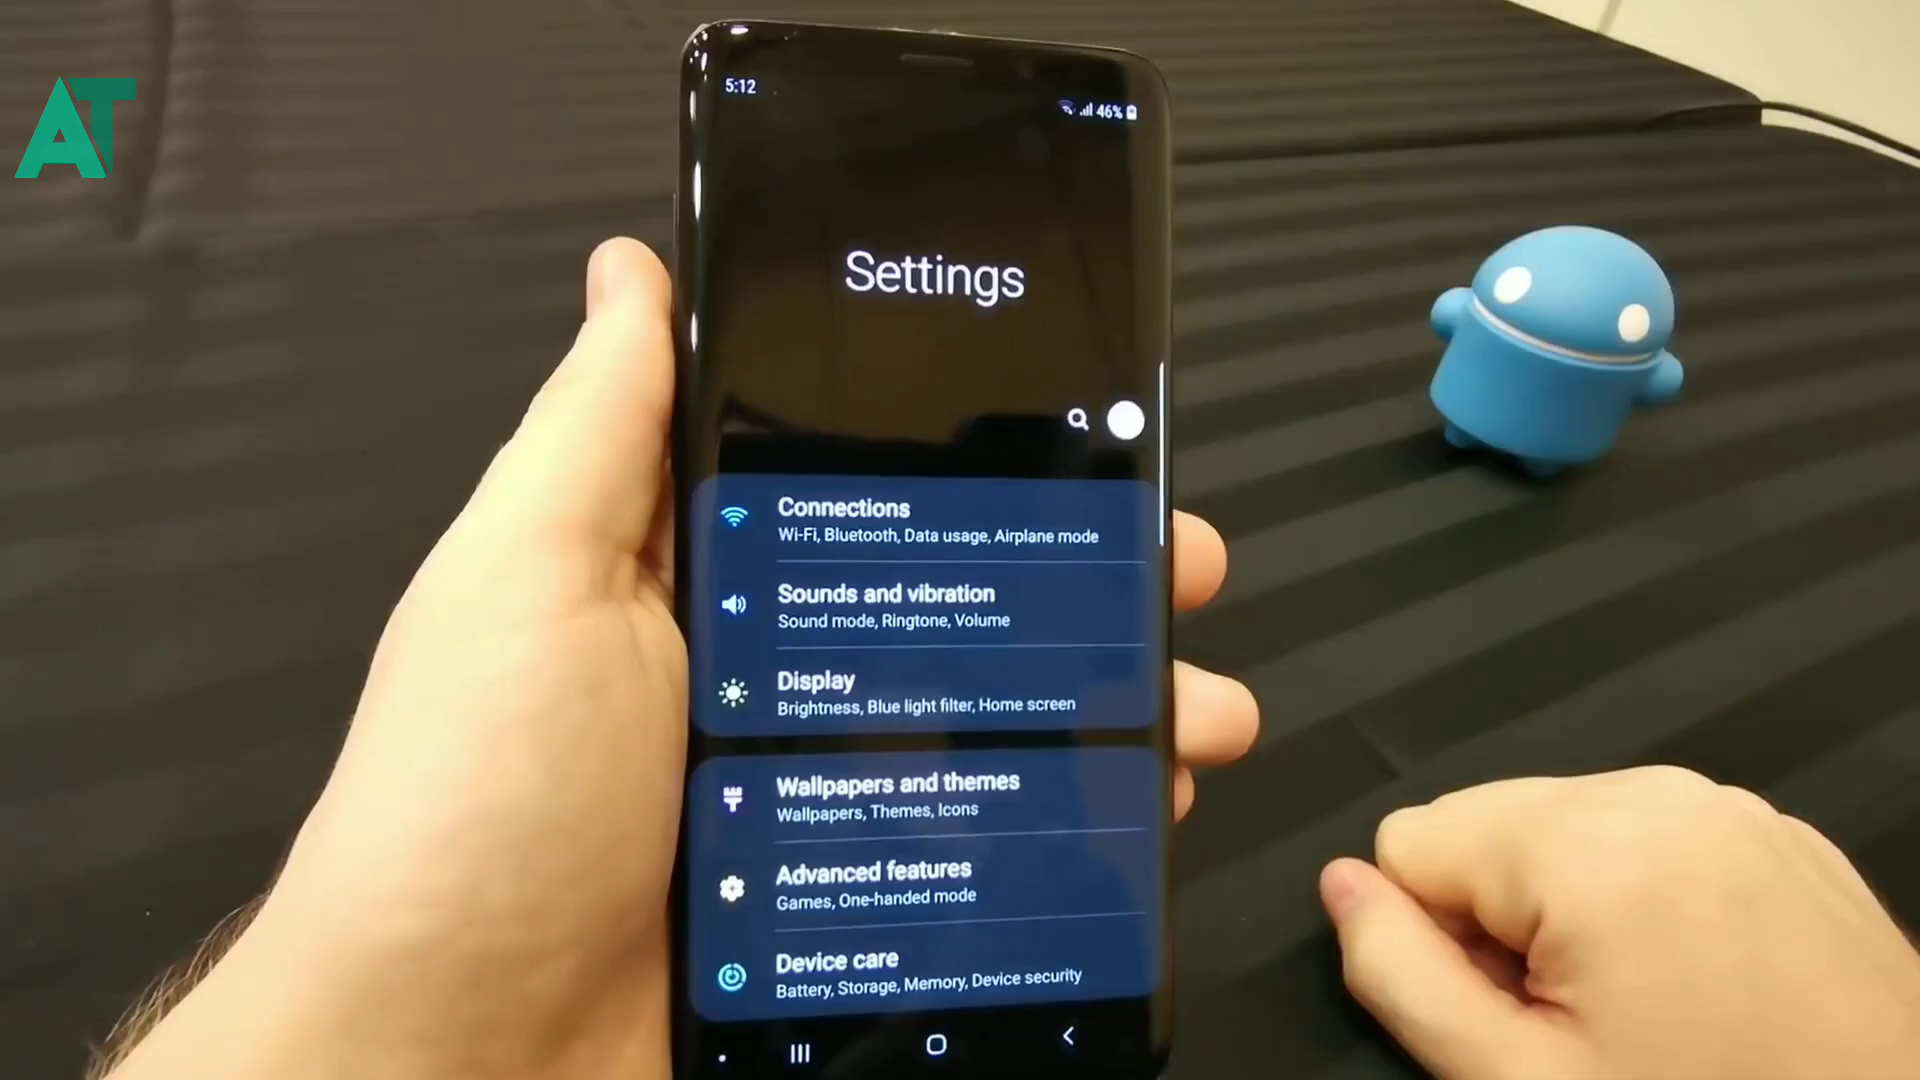 AT
5:12
46%
Settings
Connections
Wi-Fi, Bluetooth, Data usage, Airplane mode
Sounds and vibration
Sound mode, Ringtone, Volume
Display
Brightness, Blue light filter, Home screen
Wallpapers and themes
Wallpapers, Themes, Icons
Advanced features
Games, One-handed mode
Device care
Battery, Storage, Memory, Device security